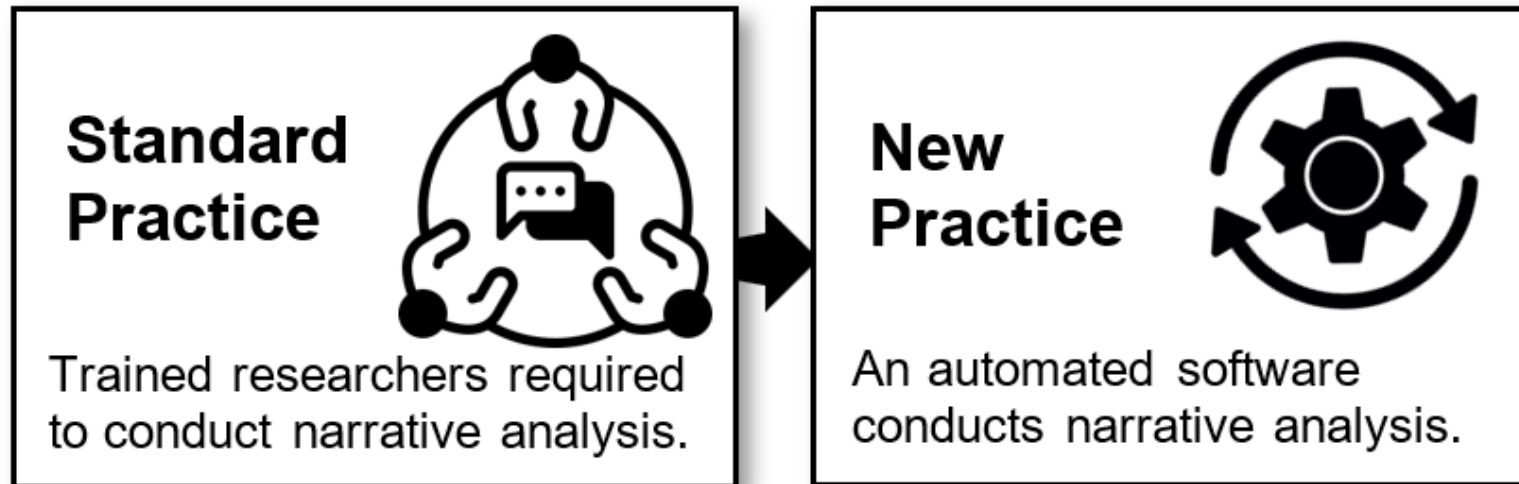 Standard
Practice
Trained researchers required
to conduct narrative analysis.
New
Practice
An automated software
conducts narrative analysis.